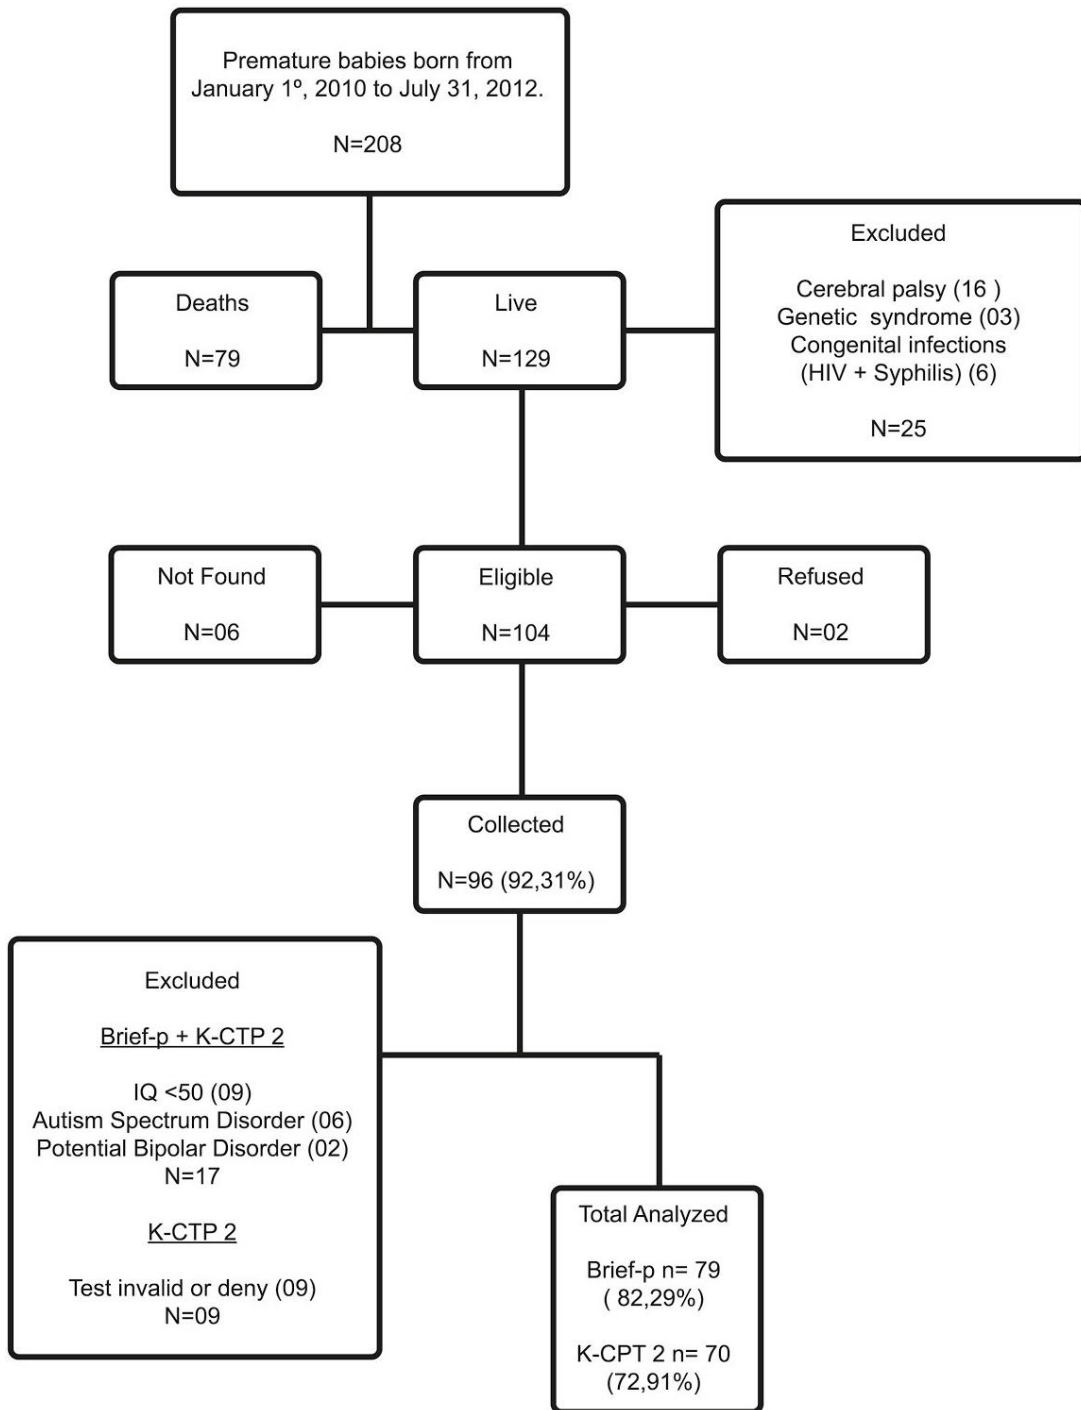 Premature babies born from
January 1º, 2010 to July 31, 2012.
N=208
Deaths
N=79
Live
N=129
Excluded
Cerebral palsy (16 )
Genetic syndrome (03)
Congenital infections
(HIV + Syphilis) (6)
N=25
Not Found
N=06
Eligible
N=104
Refused
N=02
Collected
N=96 (92,31%)
Excluded
Brief-p + K-CTP 2
IQ <50 (09)
Autism Spectrum Disorder (06)
Potential Bipolar Disorder (02)
N=17
K-CTP 2
Test invalid or deny (09)
N=09
Total Analyzed
Brief-p n= 79
( 82,29%)
K-CPT 2 n= 70
(72,91%)